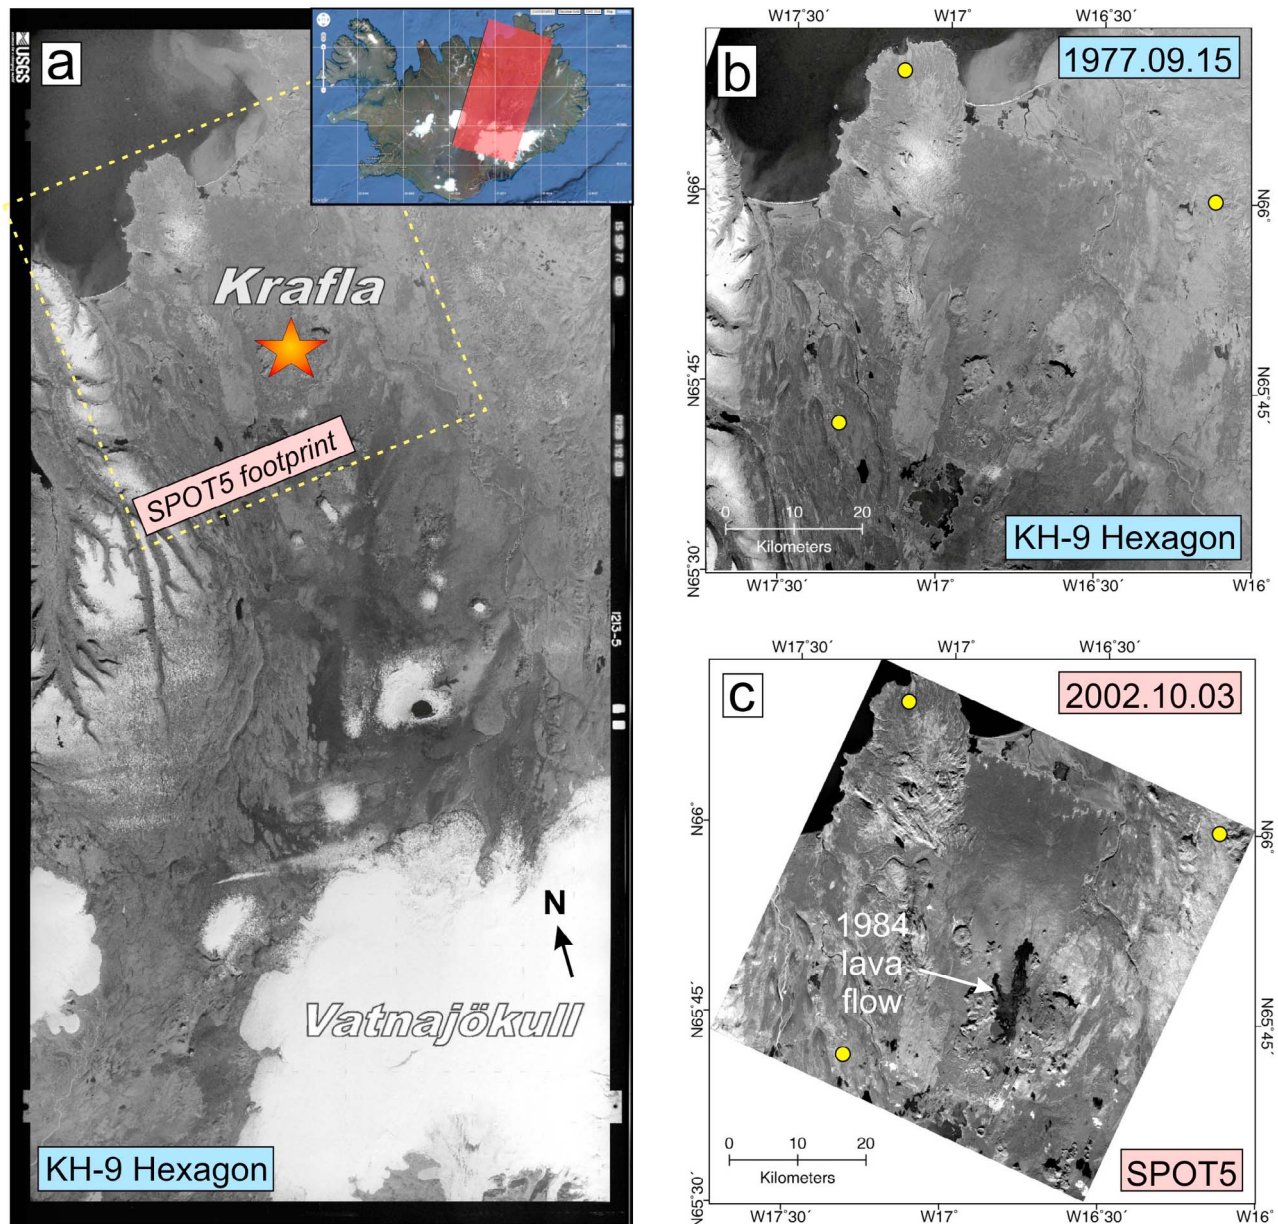 USGS
a
Krafla
SPOT5 footprint
15 SEP 77
1213-5
N
Vatnajökull
KH-9 Hexagon
b
1977.09.15
W17°30´
W17°
W16°30´
N66°
N66°
N65°45´
N65°45´
N65°30´
0
10
20
Kilometers
KH-9 Hexagon
W17°30´
W17°
W16°30´
W16°
W17°30´
W17°
W16°30´
c
2002.10.03
N66°
N66°
1984
lava
flow
N65°45´
N65°45´
0
10
20
Kilometers
N65°30´
SPOT5
W17°30´
W17°
W16°30´
W16°